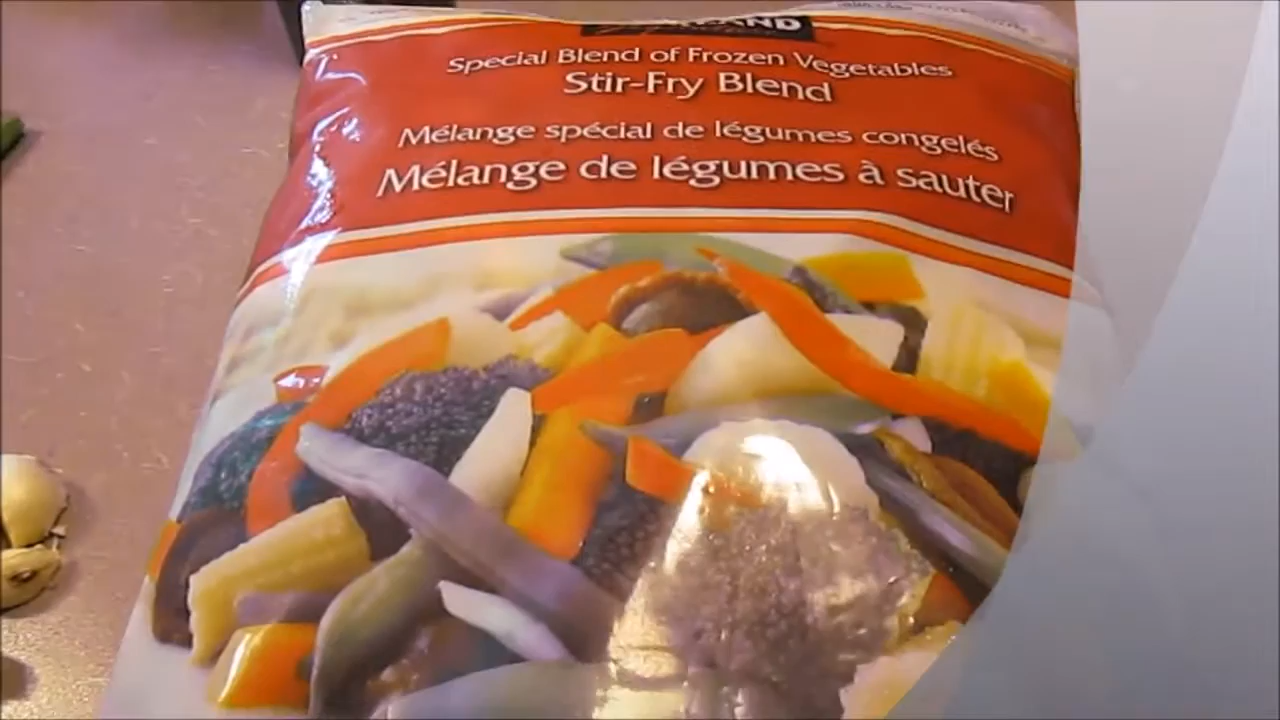 Special Blend of Frozen Vegetables
Stir-Fry Blend
Mélange spécial de légumes congelés
Mélange de légumes à sauter